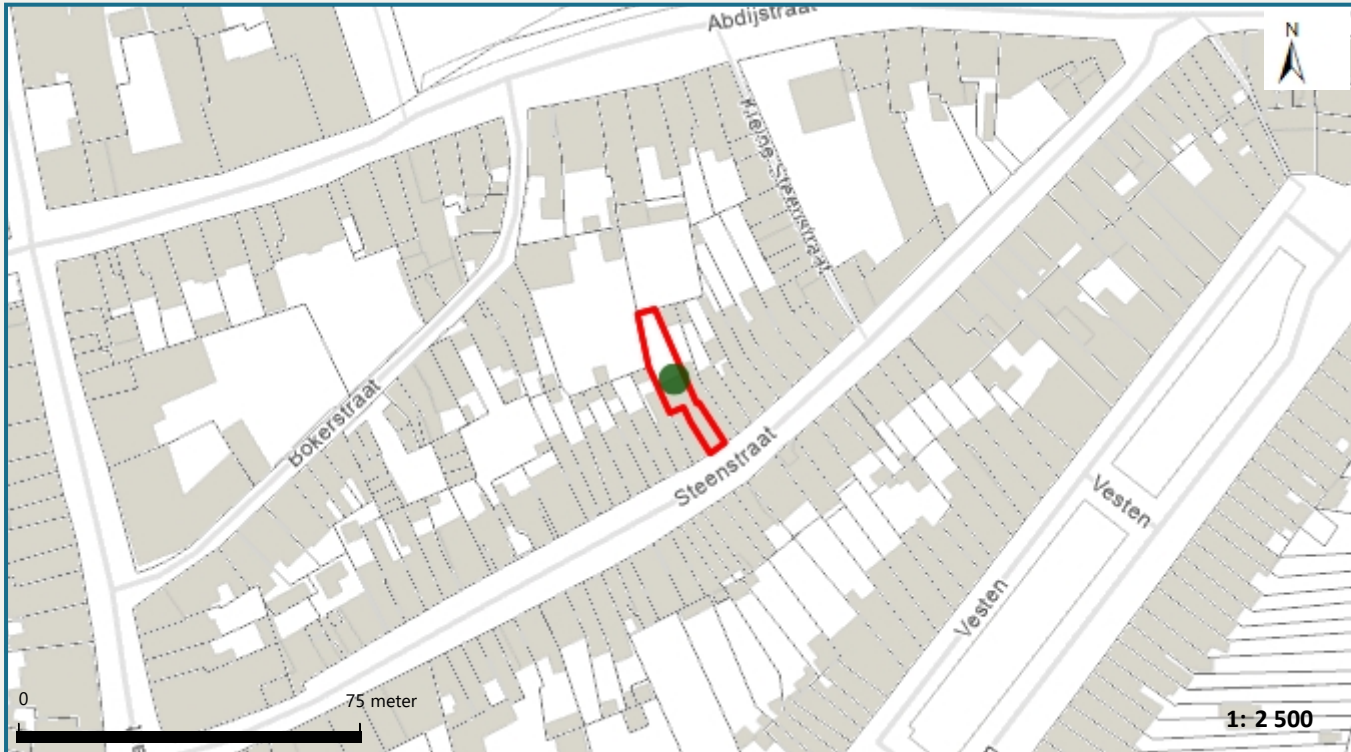 Abdijstraat
N
Kleine Steenstraat
Bokerstraat
Steenstraat
Vesten
Vesten
0
75 meter
1: 2 500